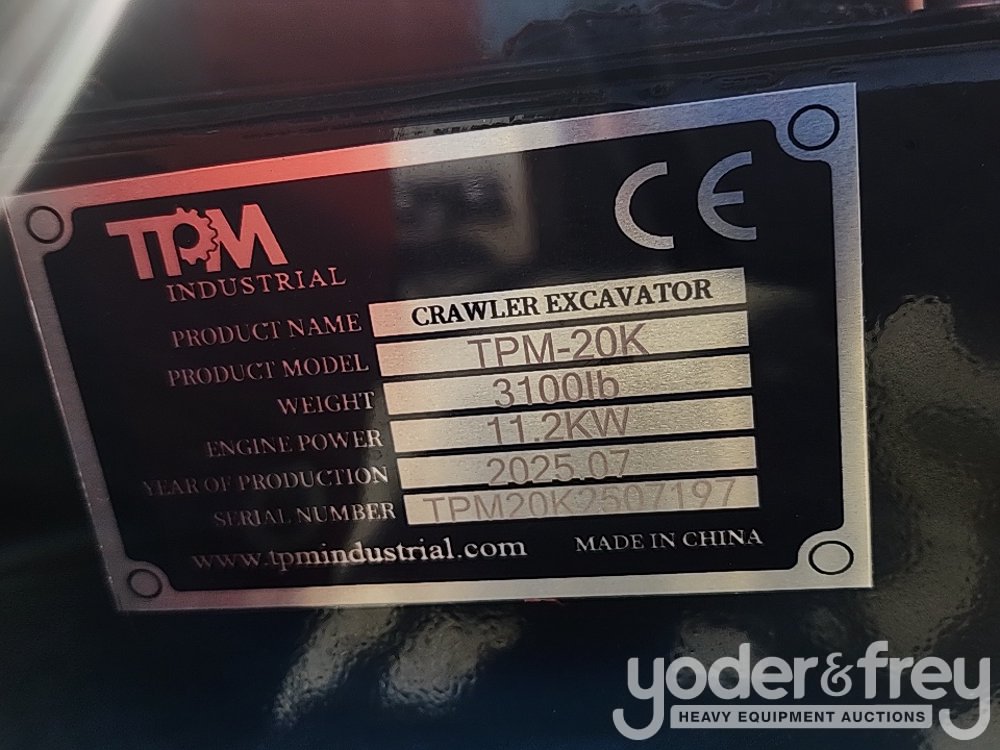 TPM
INDUSTRIAL
CE
PRODUCT NAME CRAWLER EXCAVATOR
PRODUCT MODEL TPM-20K
WEIGHT 3100lb
ENGINE POWER 11.2KW
YEAR OF PRODUCTION 2025.07
SERIAL NUMBER TPM20K2507197
www.tpmindustrial.com MADE IN CHINA
yoder&frey
HEAVY EQUIPMENT AUCTIONS